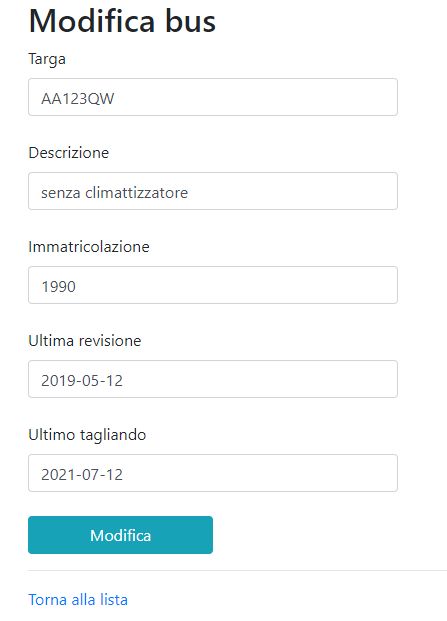 Modifica bus
Targa
AA123QW
Descrizione
senza climattizzatore
Immatricolazione
1990
Ultima revisione
2019-05-12
Ultimo tagliando
2021-07-12
Modifica
Torna alla lista